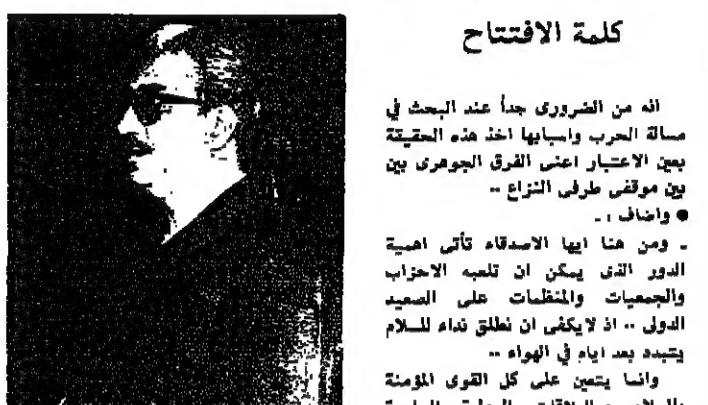 كلمة الافتتاح
انه من الضرورى جداً عند البحث في
مسالة الحرب واسبابها اخذ هذه الحقيقة
بعين الاعتبار اعنى الفرق الجوهرى بين
بين موقفى طرفى النزاع ..
● واضاف : ـ
ـ ومن هنا ايها الاصدقاء تأتى اهمية
الدور الذى يمكن ان تلعبه الاحزاب
والجمعيات والمنظمات على الصعيد
الدولى .. اذ لايكفى ان نطلق نداء للسلام
يتبدد بعد ايام في الهواء ..
وانما يتعين على كل القوى المؤمنة